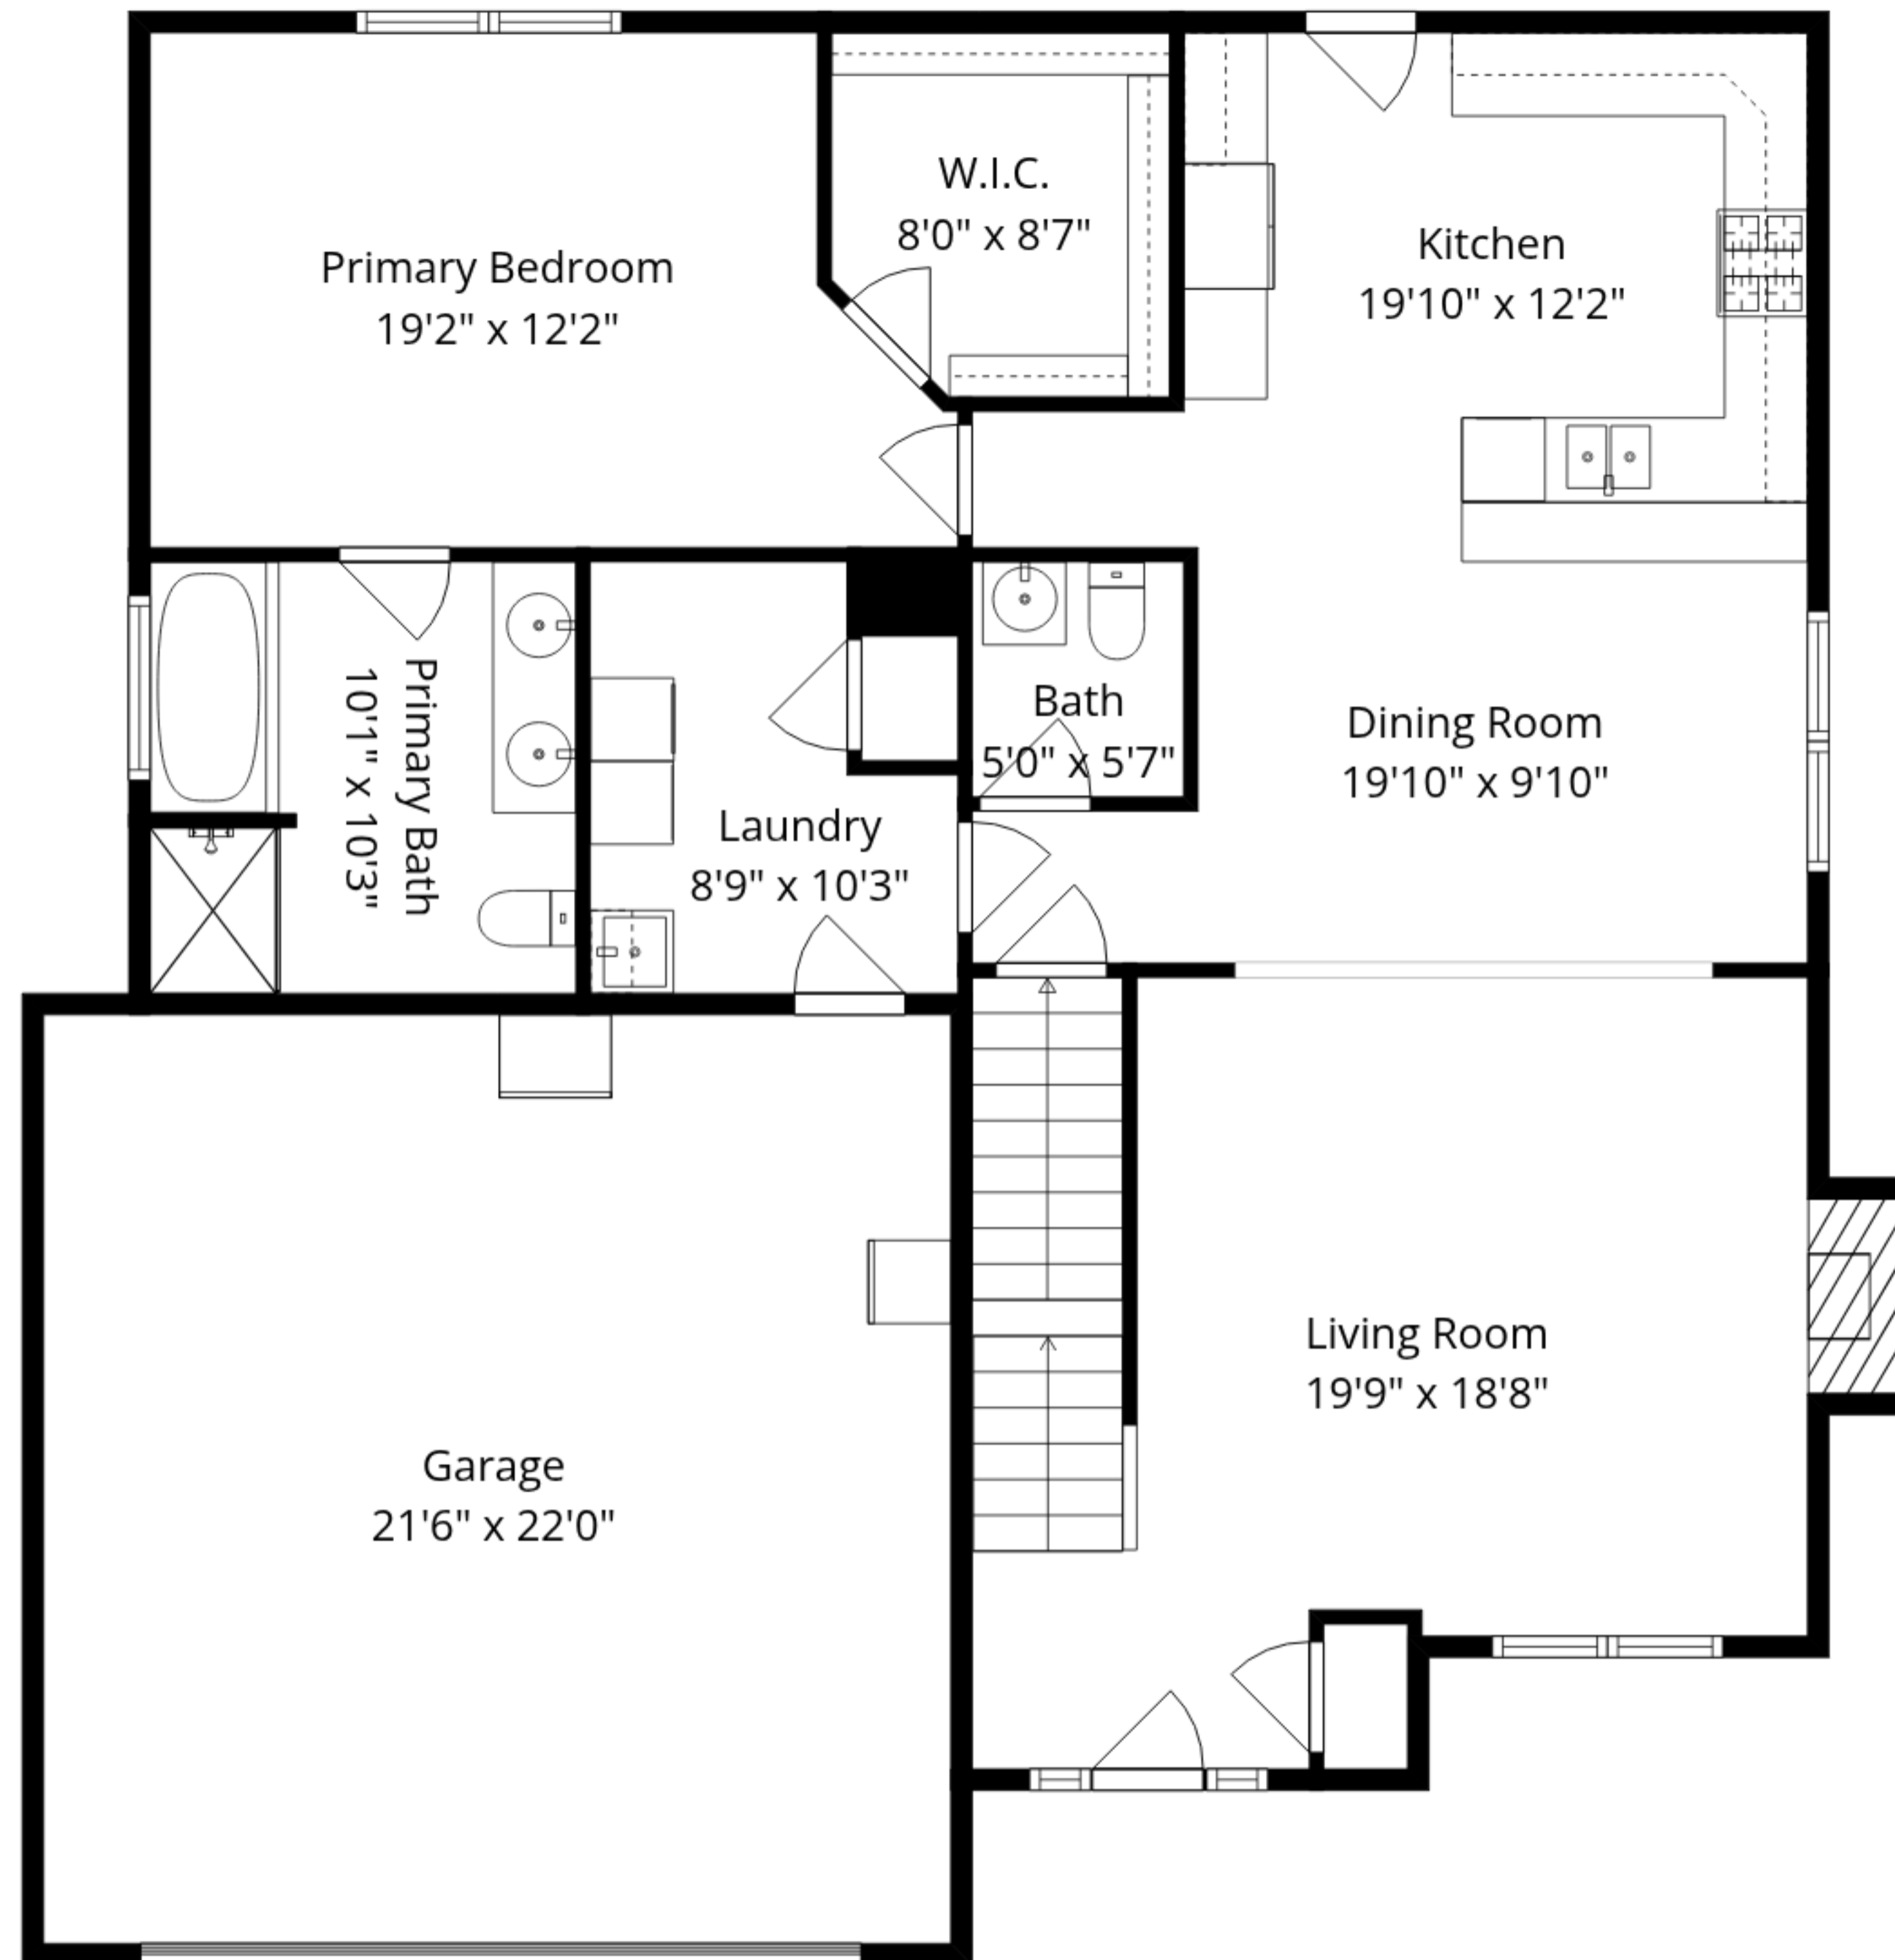 W.I.C.
8'0" x 8'7"
Kitchen
19'10" x 12'2"
Primary Bedroom
19'2" x 12'2"
Primary Bath
10'1" x 10'3"
Bath
5'0" x 5'7"
Dining Room
19'10" x 9'10"
Laundry
8'9" x 10'3"
Living Room
19'9" x 18'8"
Garage
21'6" x 22'0"